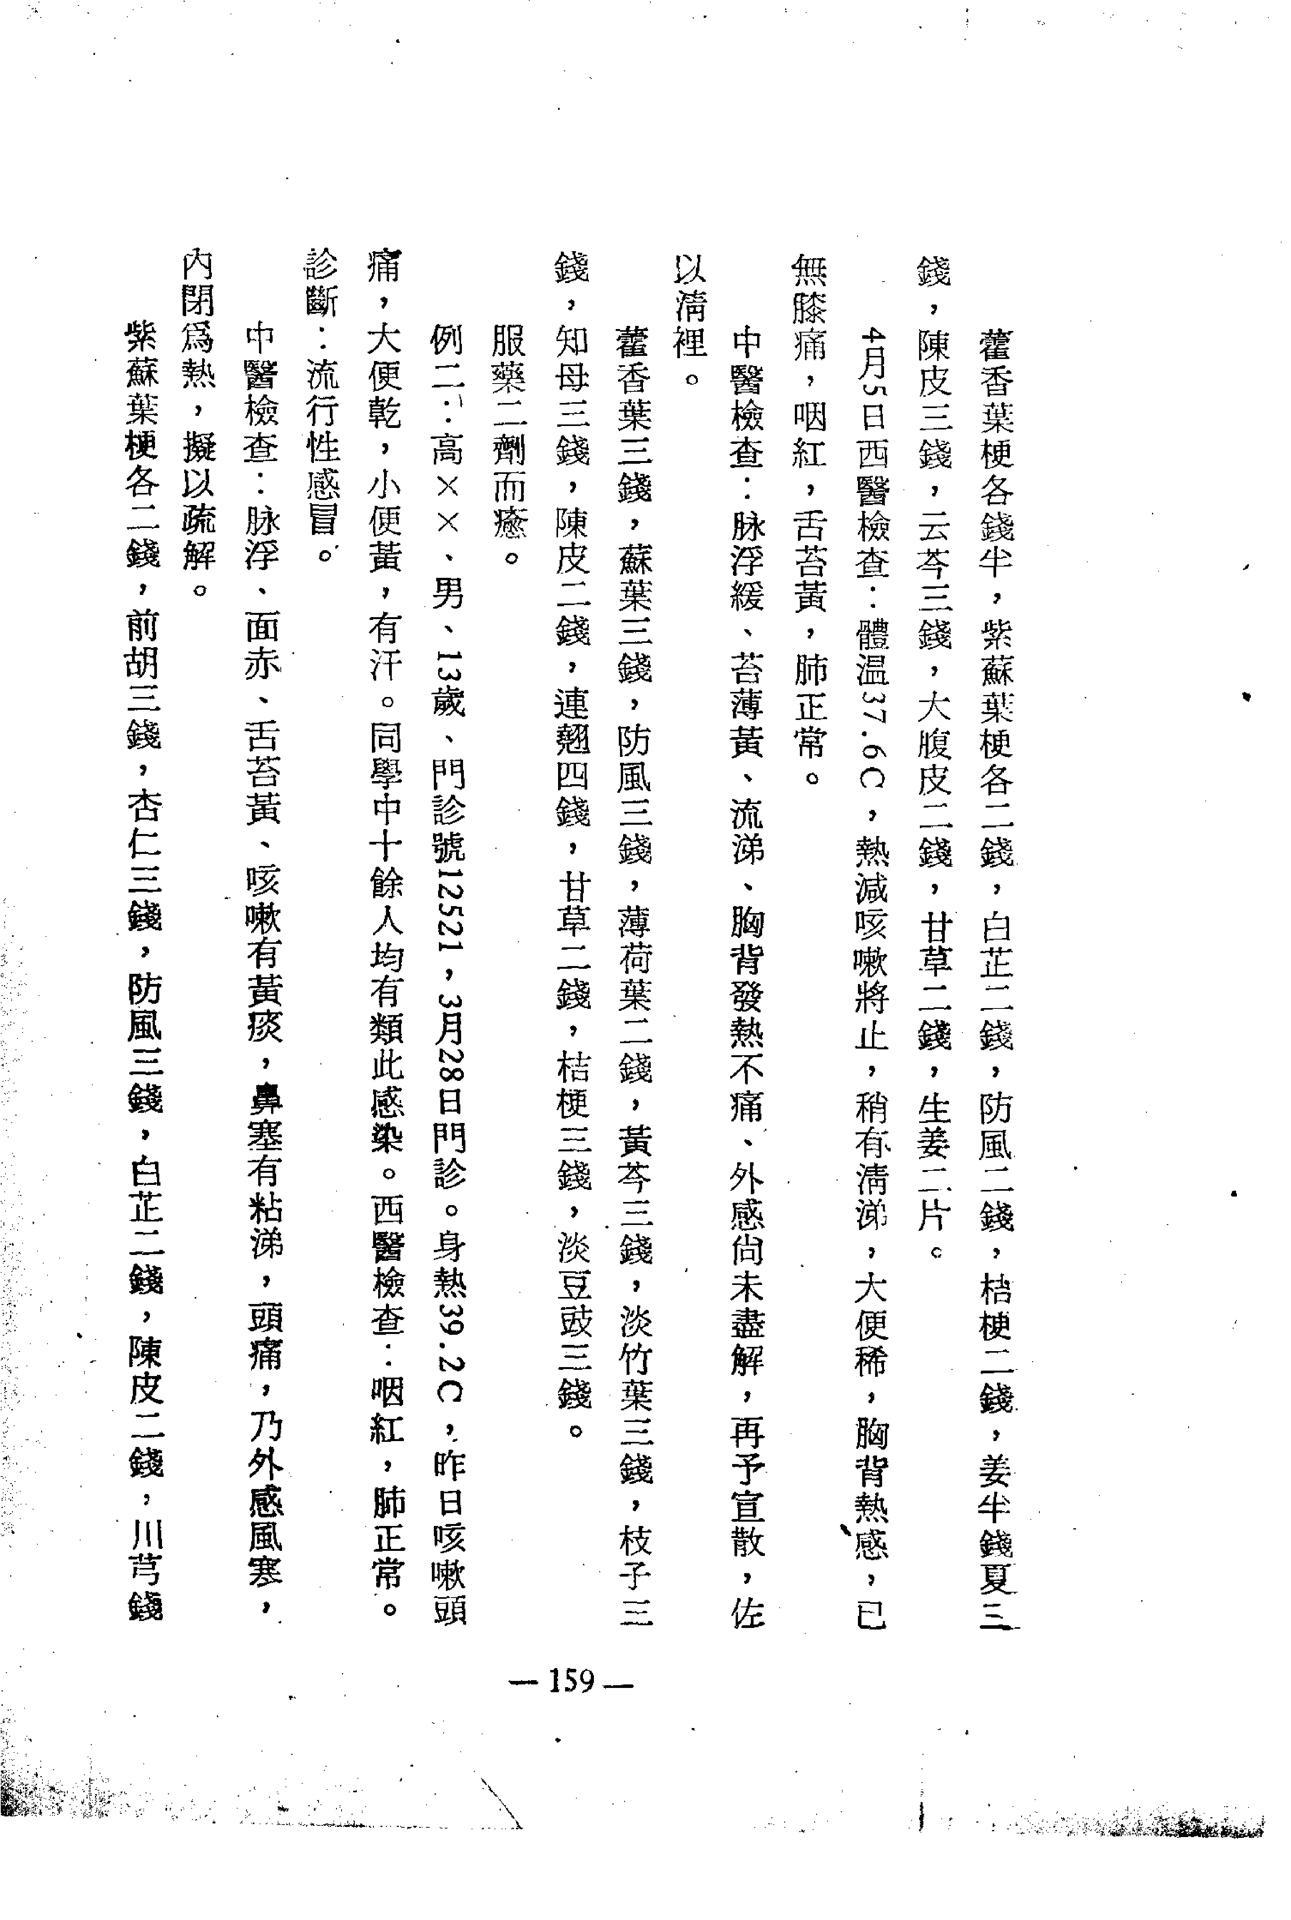 藿香葉梗各錢半，紫蘇葉梗各二錢，白芷二錢，防風二錢，桔梗二錢，姜半錢夏三
錢，陳皮三錢，云苓三錢，大腹皮二錢，甘草二錢，生姜二片。
4月5日西醫檢查：體温37.6C，熱減咳嗽將止，稍有清涕，大便稀，胸背熱感，已
無膝痛，咽紅，舌苔黃，肺正常。
中醫檢查：脉浮緩、苔薄黃、流涕、胸背發熱不痛、外感尚未盡解，再予宣散，佐
以清裡。
藿香葉三錢，蘇葉三錢，防風三錢，薄荷葉二錢，黃芩三錢，淡竹葉三錢，枝子三
錢，知母三錢，陳皮二錢，連翹四錢，甘草二錢，桔梗三錢，淡豆豉三錢。
服藥二劑而癒。
例二：高××、男、13歲、門診號12521，3月28日門診。身熱39.2C，昨日咳嗽頭
痛，大便乾，小便黃，有汗。同學中十餘人均有類此感染。西醫檢查：咽紅，肺正常。
診斷：流行性感冒。
中醫檢查：脉浮、面赤、舌苔黃、咳嗽有黃痰，鼻塞有粘涕，頭痛，乃外感風寒，
內閉爲熱，擬以疏解。
紫蘇葉梗各二錢，前胡三錢，杏仁三錢，防風三錢，白芷二錢，陳皮二錢，川芎錢
—159—